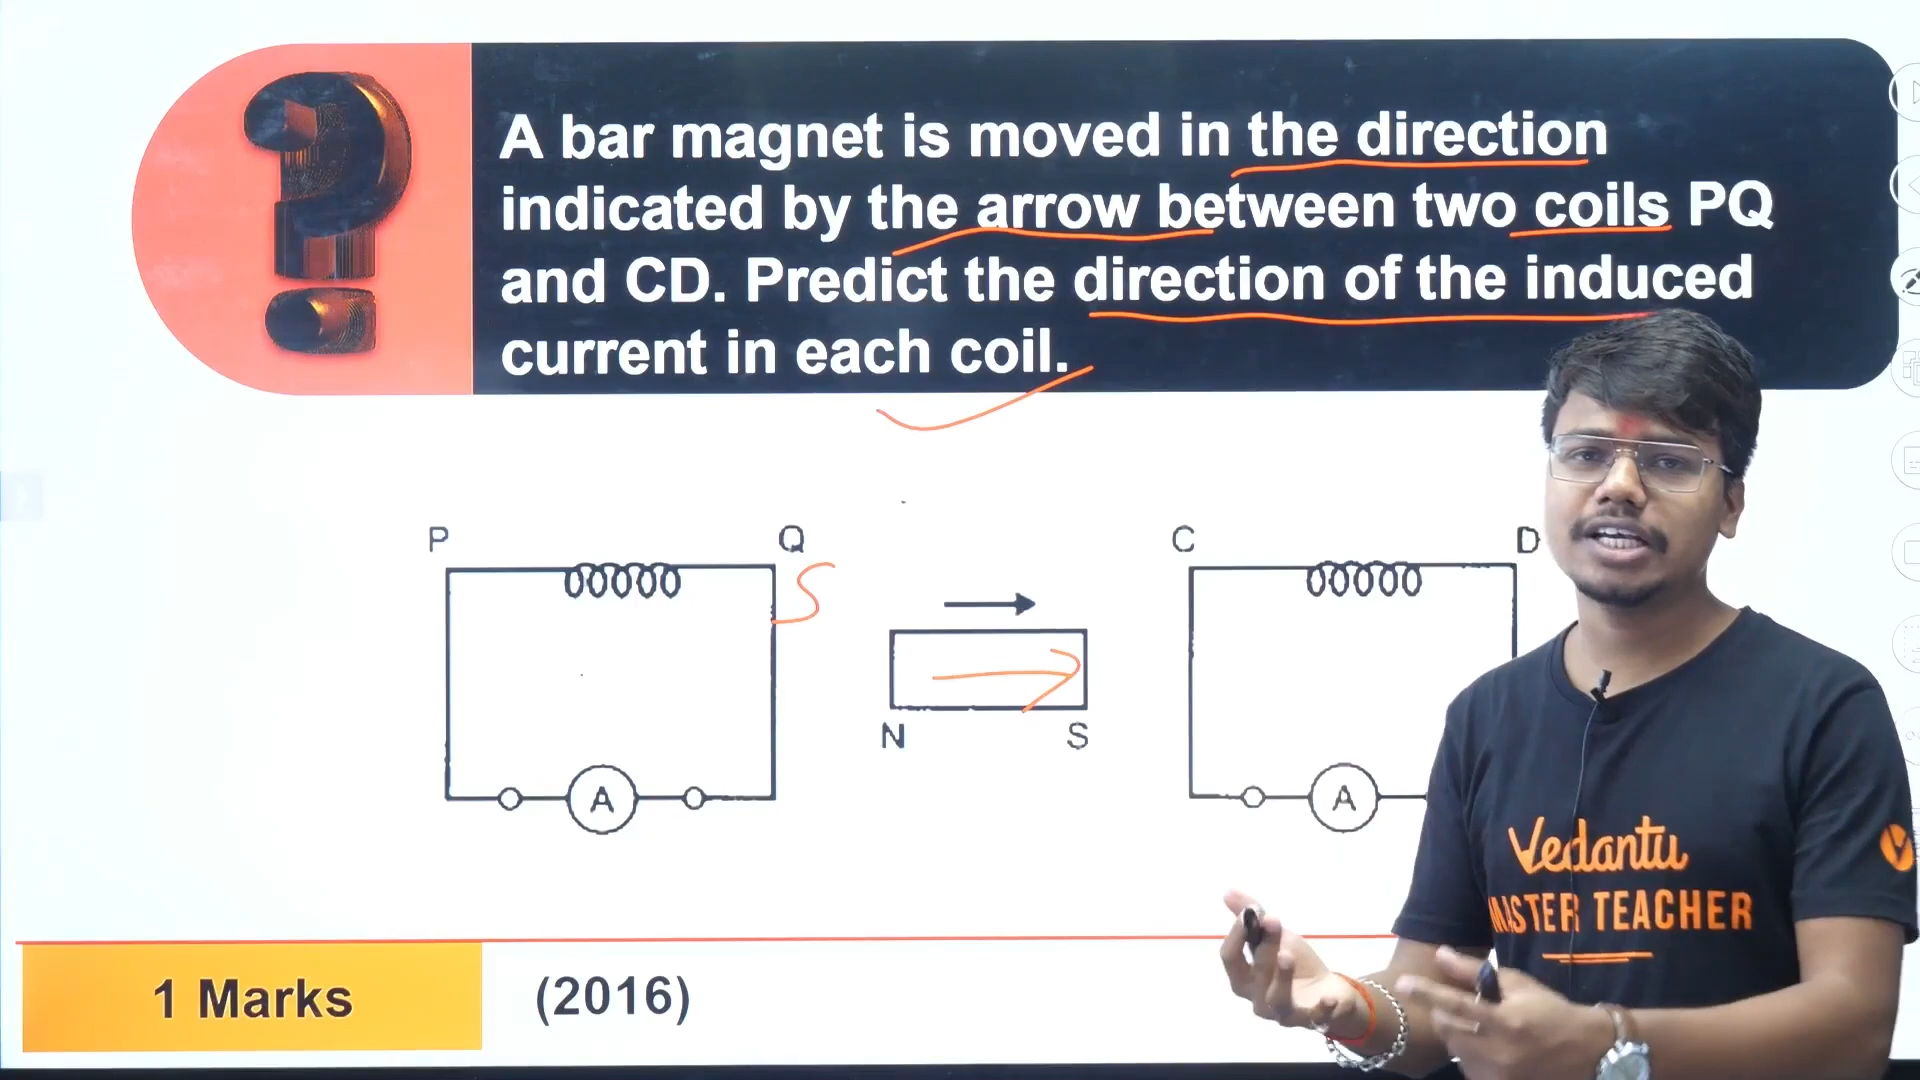 A bar magnet is moved in the direction
indicated by the arrow between two coils PQ
and CD. Predict the direction of the induced
current in each coil.
P
Q
S
C
D
N
S
A
A
Vedantu
MASTER TEACHER
1 Marks
(2016)